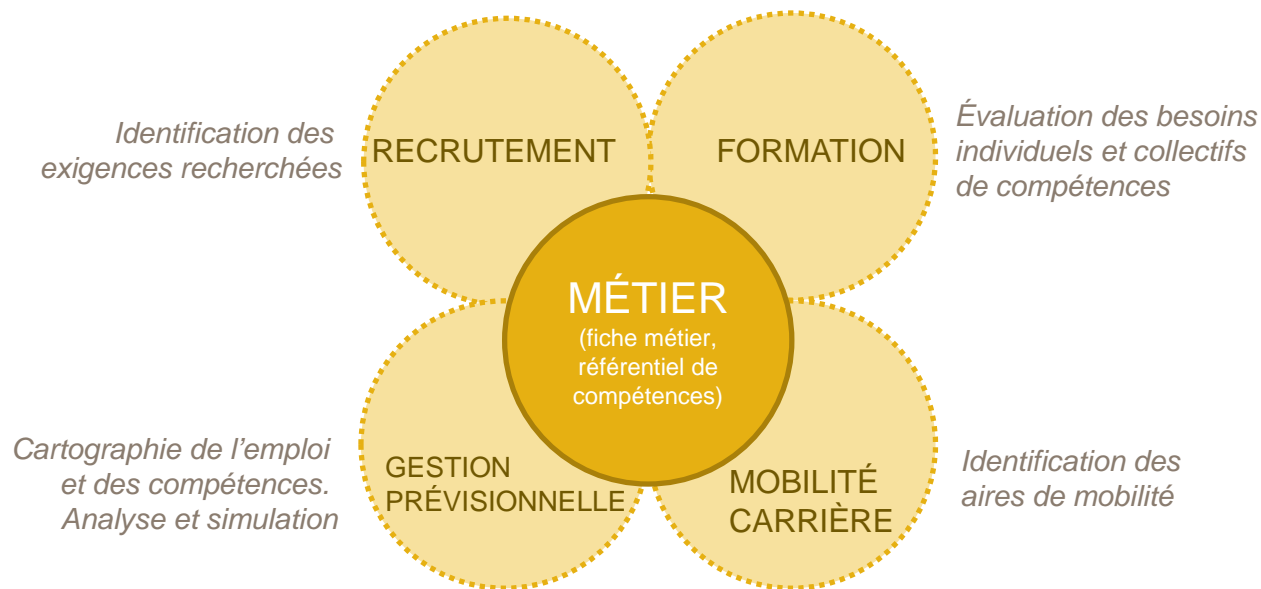 Identification des
exigences recherchées
RECRUTEMENT
FORMATION
Évaluation des besoins
individuels et collectifs
de compétences
MÉTIER
(fiche métier,
référentiel de
compétences)
Cartographie de l’emploi
et des compétences.
Analyse et simulation
GESTION
PRÉVISIONNELLE
MOBILITÉ
CARRIÈRE
Identification des
aires de mobilité